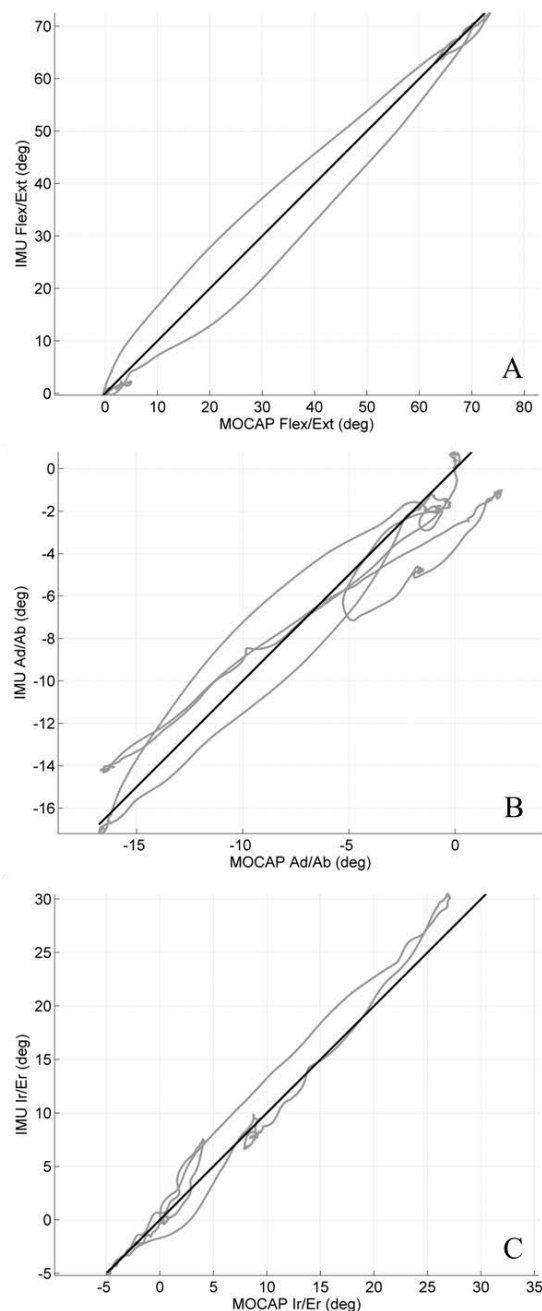 70
60
50
40
30
20
10
0
IMU Flex/Ext (deg)
A
0 10 20 30 40 50 60 70 80
MOCAP Flex/Ext (deg)
0
-2
-4
-6
-8
-10
-12
-14
-16
IMU Ad/Ab (deg)
B
-15 -10 -5 0
MOCAP Ad/Ab (deg)
30
25
20
15
10
5
0
-5
IMU Ir/Er (deg)
C
-5 0 5 10 15 20 25 30 35
MOCAP Ir/Er (deg)